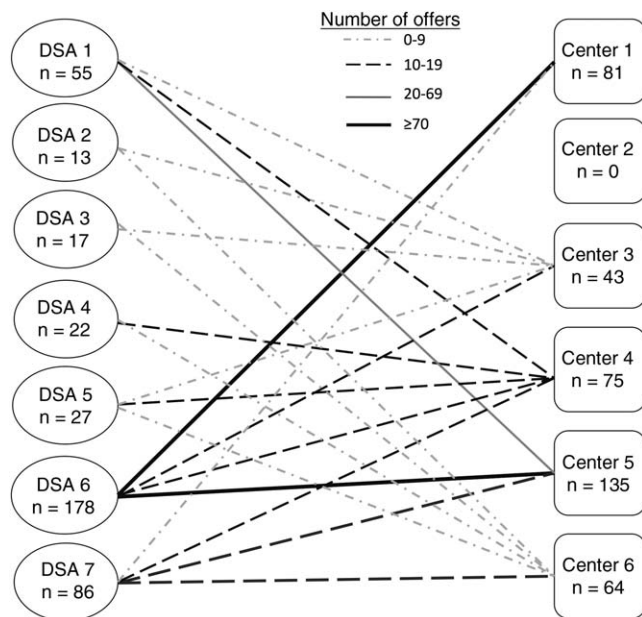 Number of offers
0-9
10-19
20-69
≥70
DSA 1
n = 55
DSA 2
n = 13
DSA 3
n = 17
DSA 4
n = 22
DSA 5
n = 27
DSA 6
n = 178
DSA 7
n = 86
Center 1
n = 81
Center 2
n = 0
Center 3
n = 43
Center 4
n = 75
Center 5
n = 135
Center 6
n = 64